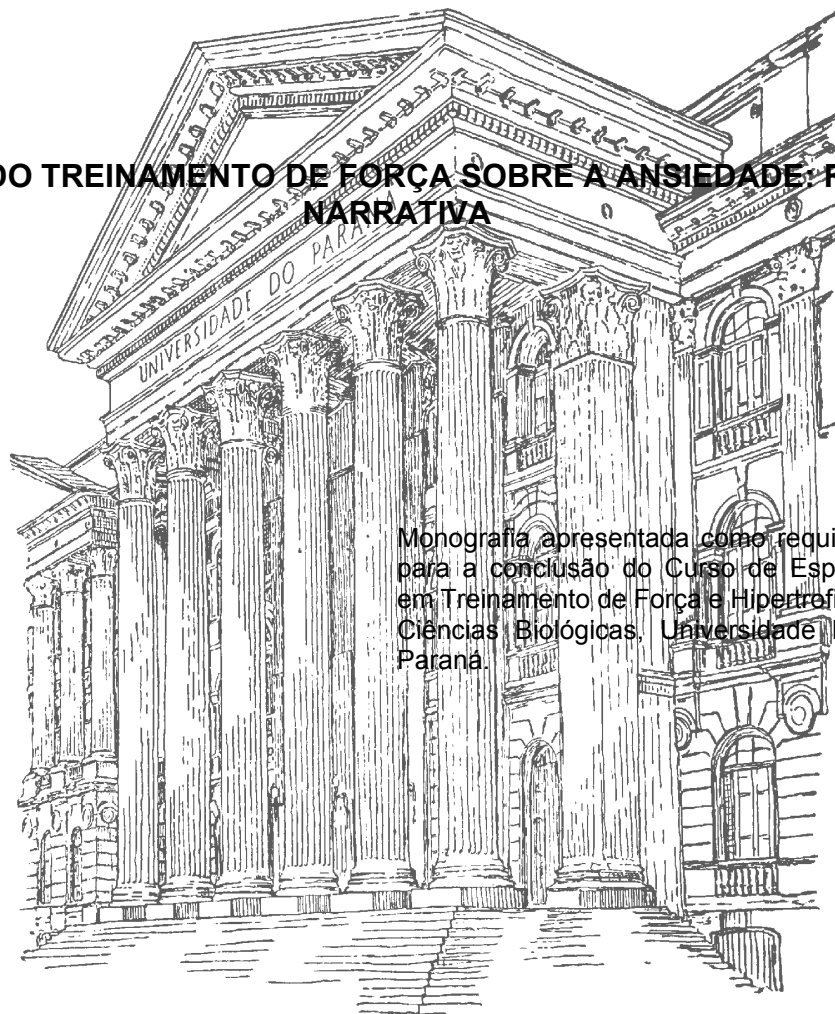 DO TREINAMENTO DE FORÇA SOBRE A ANSIEDADE:
NARRATIVA
UNIVERSIDADE DO PARA
Monografia apresentada como
para a conclusão do Curso de
em Treinamento de Força e
Ciências Biológicas, Universidade
Paraná.